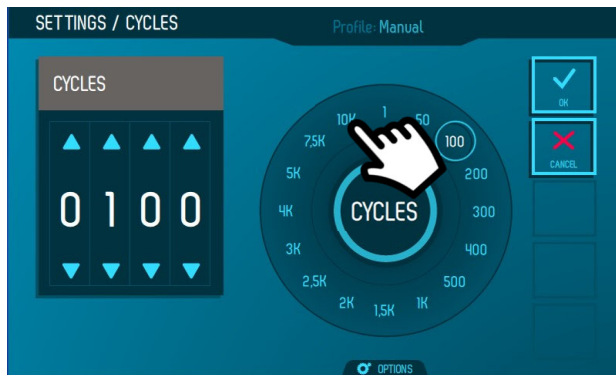 SETTINGS / CYCLES
Profile: Manual
CYCLES
0 1 0 0
1
50
100
200
300
400
500
1K
1,5K
2K
2,5K
3K
4K
5K
7,5K
10K
CYCLES
OK
CANCEL
OPTIONS